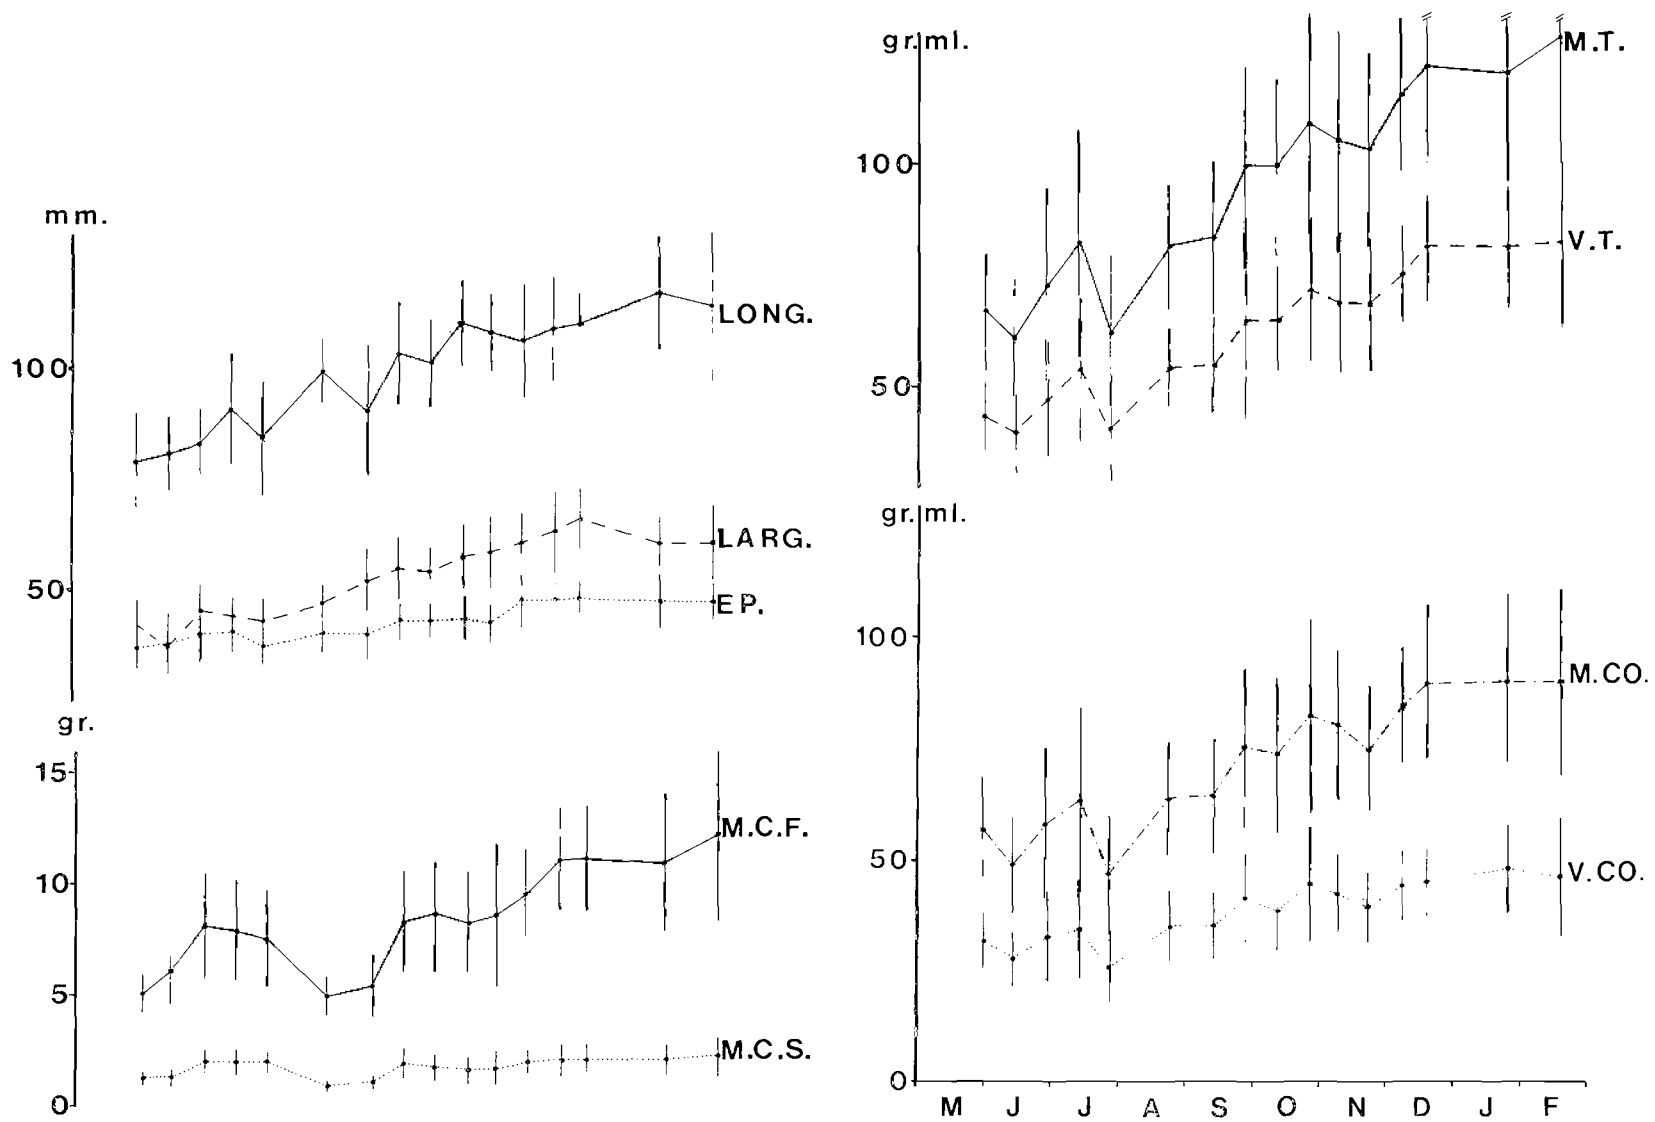 mm.
100
50
LONG.
LARG.
EP.
gr.
15
10
5
0
M.C.F.
M.C.S.
gr.ml.
100
50
M.T.
V.T.
gr.ml.
100
50
0
M.CO.
V.CO.
M J J A S O N D J F